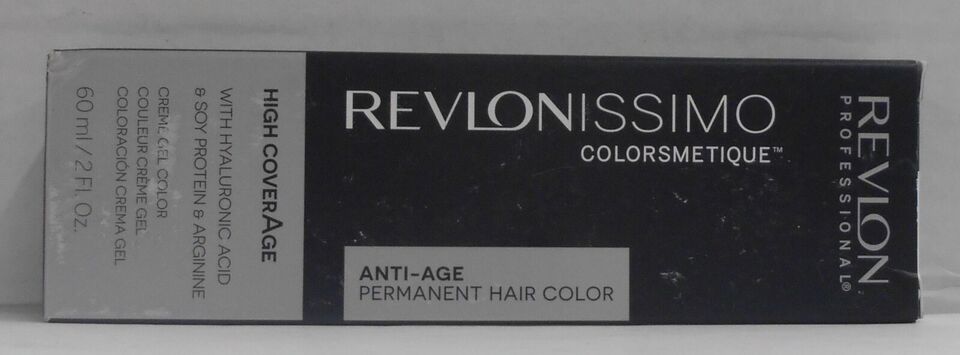 HIGH COVERAGE
WITH HYALURONIC ACID
& SOY PROTEIN & ARGININE
CREME GEL COLOR
COULEUR CRÈME GEL
COLORACIÓN CREMA GEL
60 ml / 2 Fl. Oz.
REVLONISSIMO
COLORSMETIQUE™
ANTI-AGE
PERMANENT HAIR COLOR
REVLON
PROFESSIONAL®